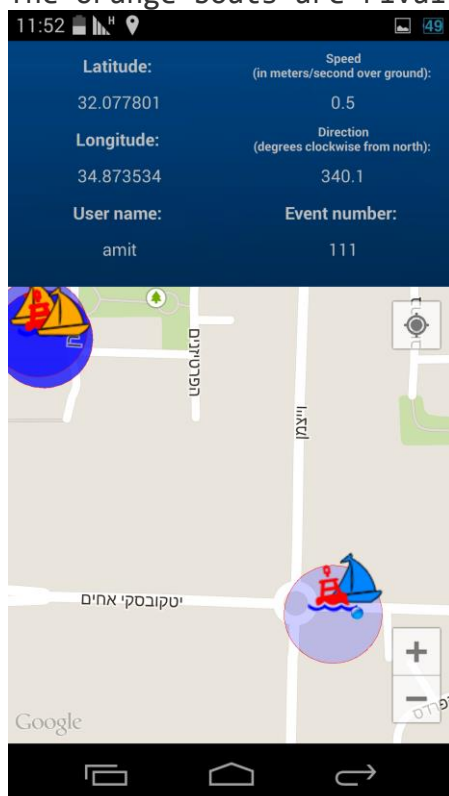 The orange boats are rival
11:52
H
49
Latitude:
Speed
(in meters/second over ground):
32.077801
0.5
Longitude:
Direction
(degrees clockwise from north):
34.873534
340.1
User name:
Event number:
amit
111
הפרטיזנים
ויצמן
יטקובסקי אחים
+
−
Google